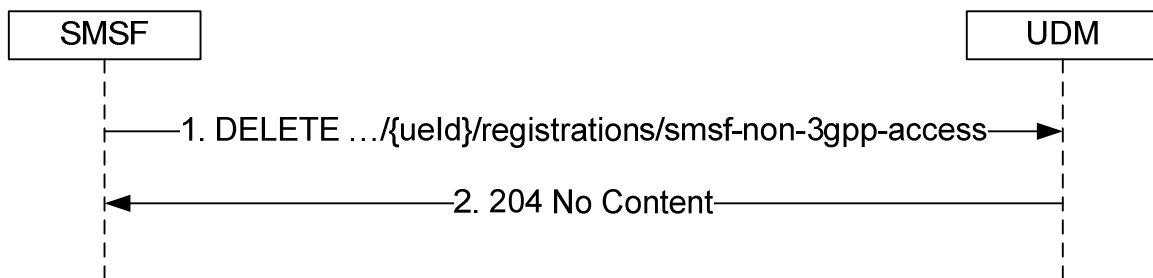 SMSF
UDM
1. DELETE …/{ueId}/registrations/smsf-non-3gpp-access
2. 204 No Content